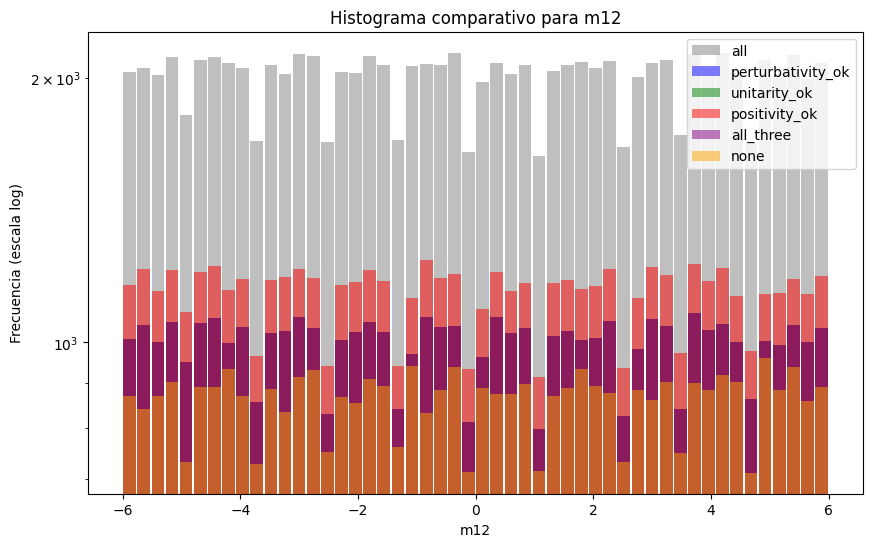 Histograma comparativo para m12
Frecuencia (escala log)
2 × 10³
10³
all
perturbativity_ok
unitarity_ok
positivity_ok
all_three
none
−6 −4 −2 0 2 4 6
m12